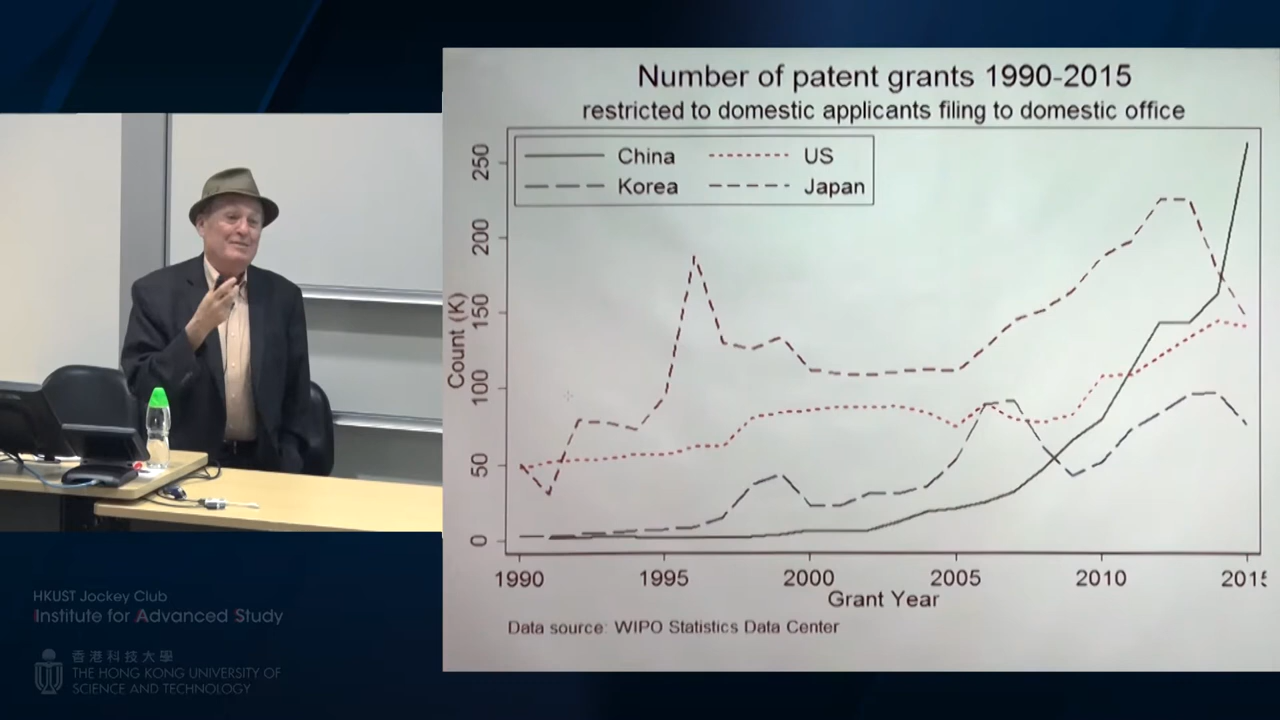 Number of patent grants 1990-2015
restricted to domestic applicants filing to domestic office
China
US
Korea
Japan
Count (K)
250
200
150
100
50
0
1990
1995
2000
2005
2010
2015
Grant Year
Data source: WIPO Statistics Data Center
HKUST Jockey Club
Institute for Advanced Study
香港科技大學
THE HONG KONG UNIVERSITY OF
SCIENCE AND TECHNOLOGY